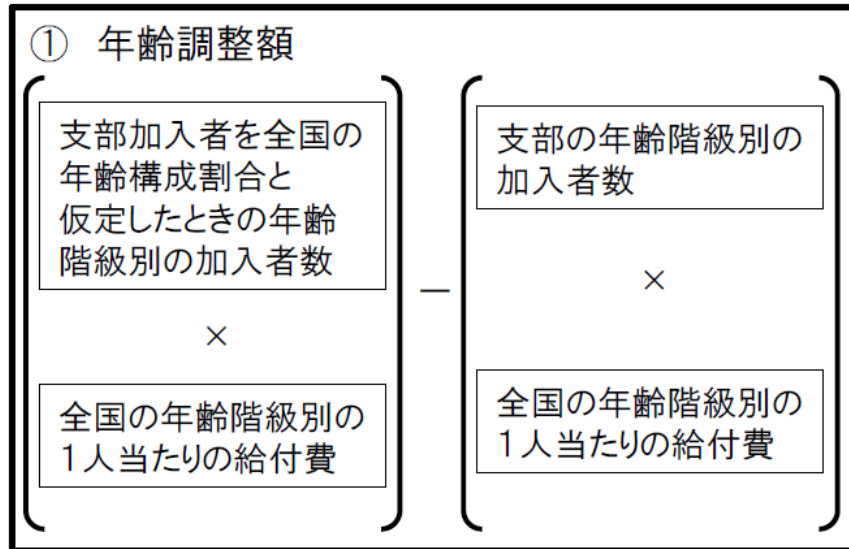 ① 年齢調整額
支部加入者を全国の
年齢構成割合と
仮定したときの年齢
階級別の加入者数
×
全国の年齢階級別の
1人当たりの給付費
－
支部の年齢階級別の
加入者数
×
全国の年齢階級別の
1人当たりの給付費